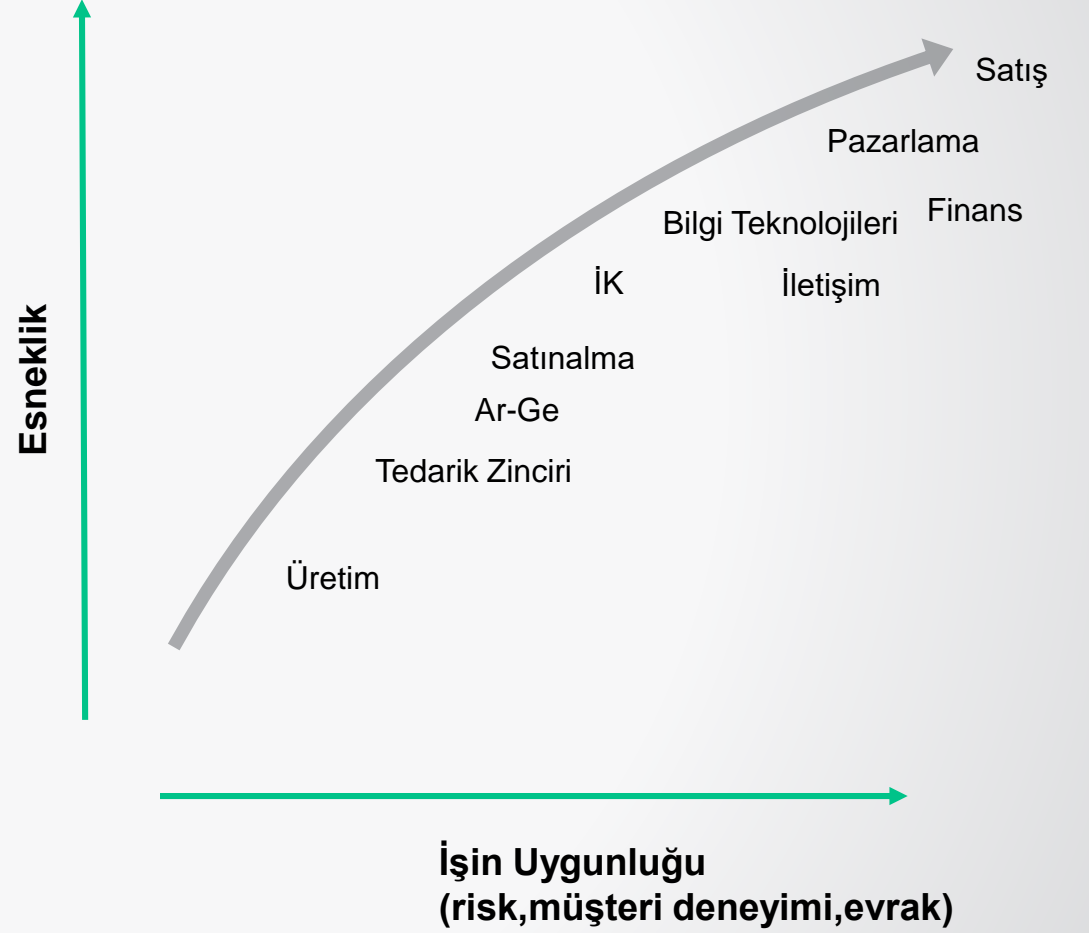 Satış
Pazarlama
Finans
Bilgi Teknolojileri
İK
İletişim
Satınalma
Ar-Ge
Tedarik Zinciri
Üretim
Esneklik
İşin Uygunluğu
(risk,müşteri deneyimi,evrak)